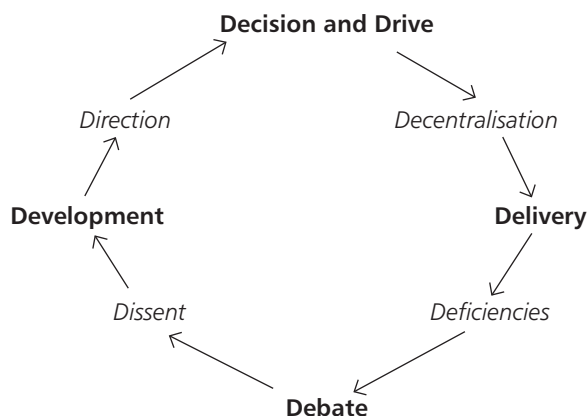 Decision and Drive
Direction
Decentralisation
Development
Delivery
Dissent
Deficiencies
Debate